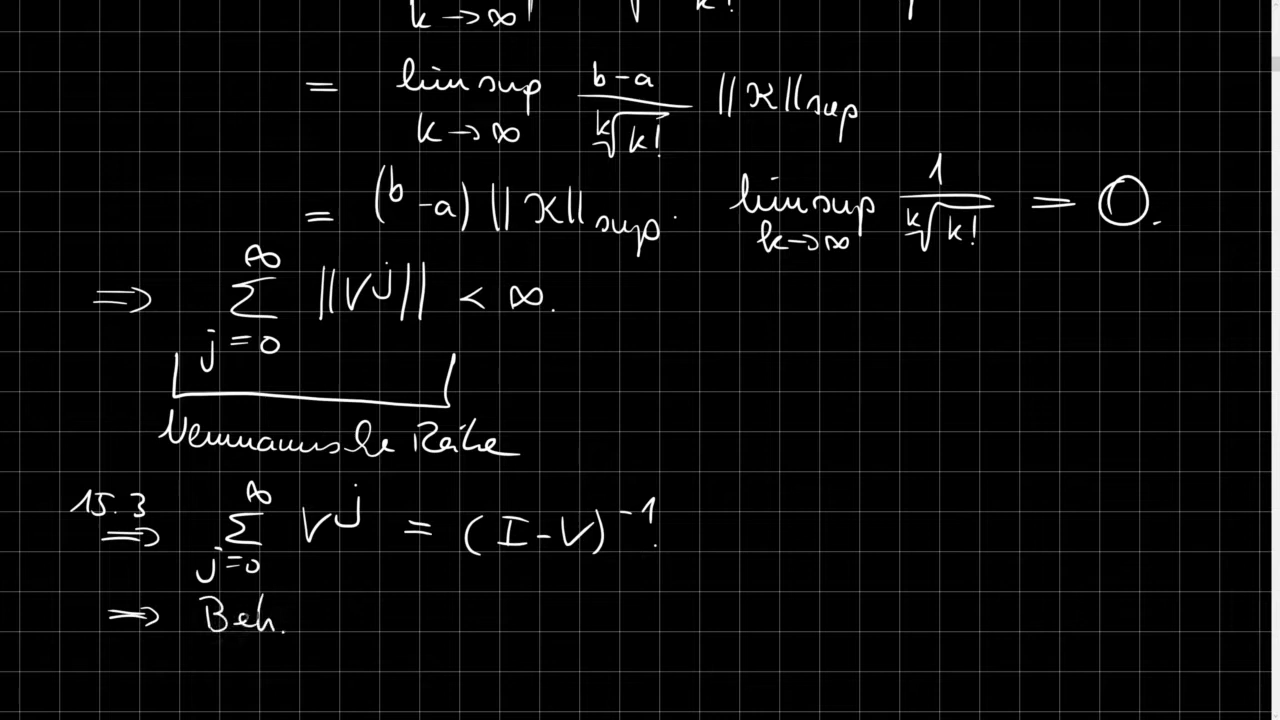 k→∞ √ k!
= lim sup k→∞ (b-a)/(ᵏ√k!) ||K||sup
= (b-a) ||K||sup · lim sup k→∞ 1/(ᵏ√k!) = 0.
⇒ ∑_{j=0}^∞ ||V^j|| < ∞.
Neumannsche Reihe
15.3 ⇒ ∑_{j=0}^∞ V^j = (I-V)^{-1}.
⇒ Beh.